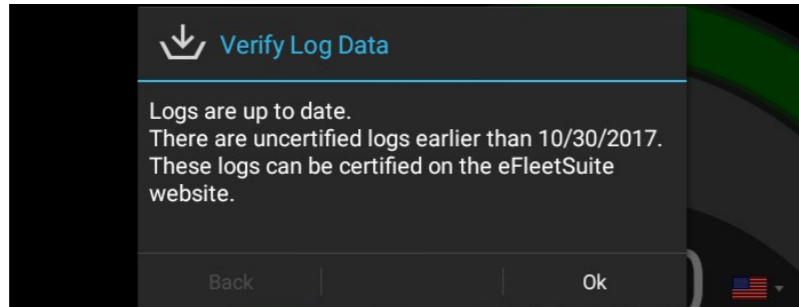 Verify Log Data
Logs are up to date.
There are uncertified logs earlier than 10/30/2017.
These logs can be certified on the eFleetSuite
website.
Back
Ok